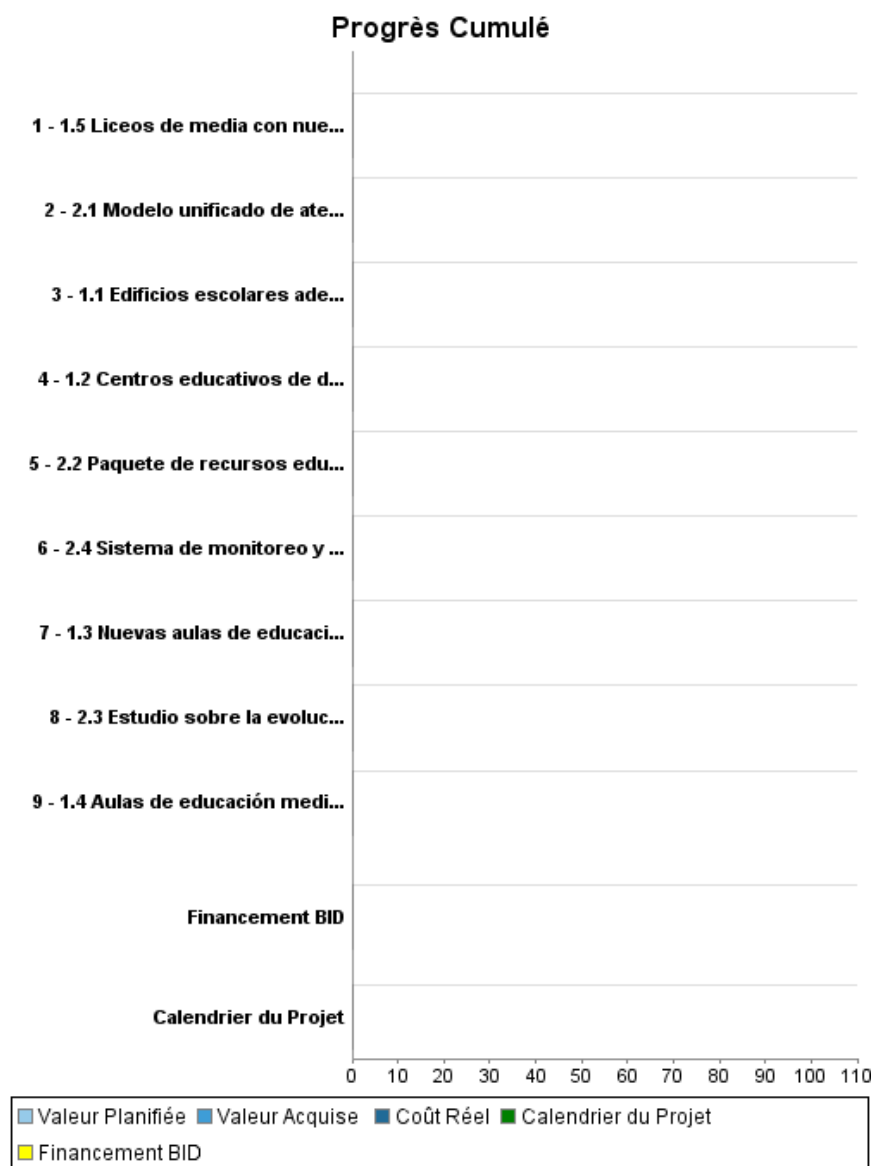 Progrès Cumulé
1 - 1.5 Liceos de media con nue...
2 - 2.1 Modelo unificado de ate...
3 - 1.1 Edificios escolares ade...
4 - 1.2 Centros educativos de d...
5 - 2.2 Paquete de recursos edu...
6 - 2.4 Sistema de monitoreo y ...
7 - 1.3 Nuevas aulas de educaci...
8 - 2.3 Estudio sobre la evoluc...
9 - 1.4 Aulas de educación medi...
Financement BID
Calendrier du Projet
0 10 20 30 40 50 60 70 80 90 100 110
Valeur Planifiée Valeur Acquise Coût Réel Calendrier du Projet
Financement BID